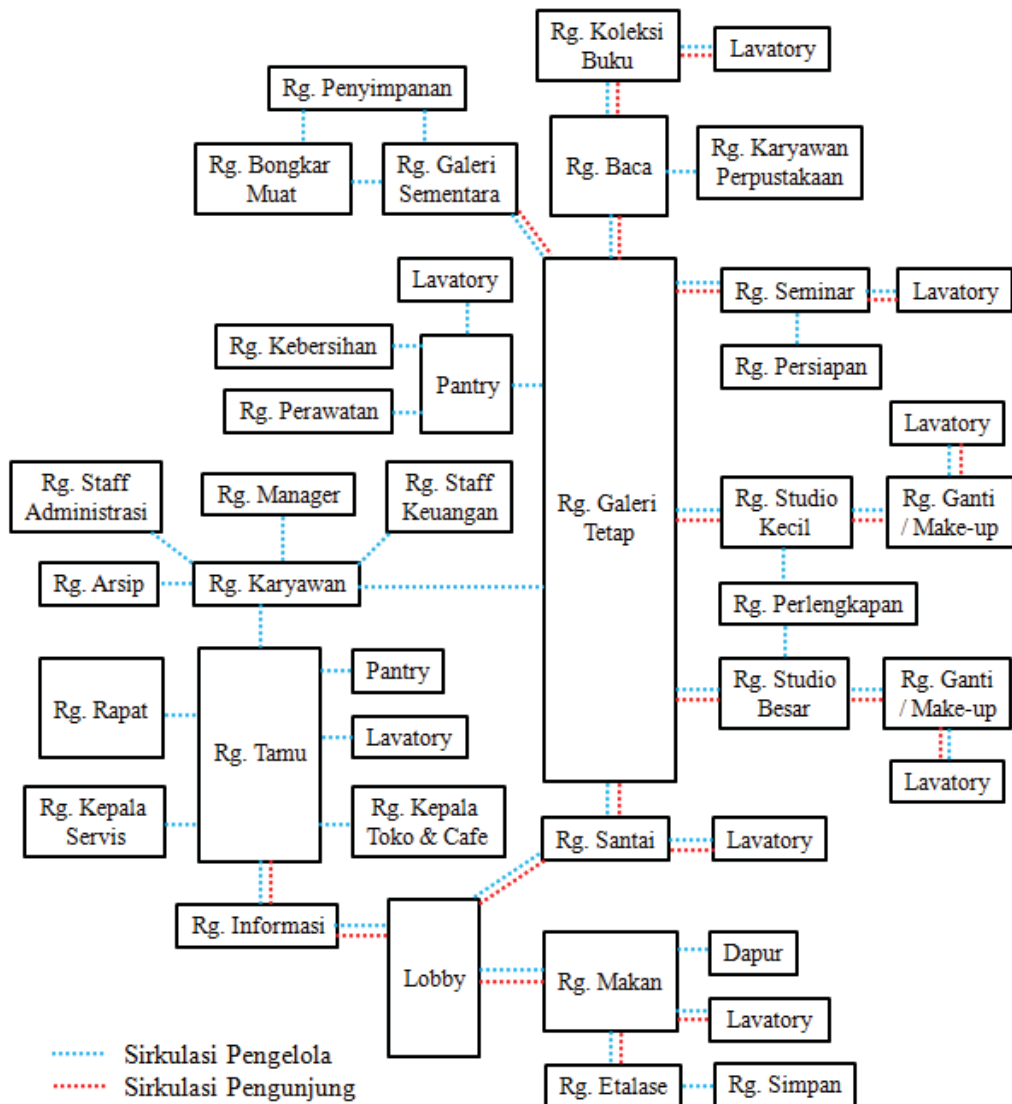 Rg. Koleksi
Buku
Lavatory
Rg. Penyimpanan
Rg. Bongkar
Muat
Rg. Galeri
Sementara
Rg. Baca
Rg. Karyawan
Perpustakaan
Lavatory
Rg. Seminar
Lavatory
Rg. Kebersihan
Pantry
Rg. Persiapan
Rg. Perawatan
Lavatory
Rg. Staff
Administrasi
Rg. Manager
Rg. Staff
Keuangan
Rg. Galeri
Tetap
Rg. Studio
Kecil
Rg. Ganti
/ Make-up
Rg. Arsip
Rg. Karyawan
Rg. Perlengkapan
Rg. Rapat
Rg. Tamu
Pantry
Lavatory
Rg. Studio
Besar
Rg. Ganti
/ Make-up
Lavatory
Rg. Kepala
Servis
Rg. Kepala
Toko & Cafe
Rg. Santai
Lavatory
Rg. Informasi
Lobby
Rg. Makan
Dapur
Lavatory
Rg. Etalase
Rg. Simpan
Sirkulasi Pengelola
Sirkulasi Pengunjung